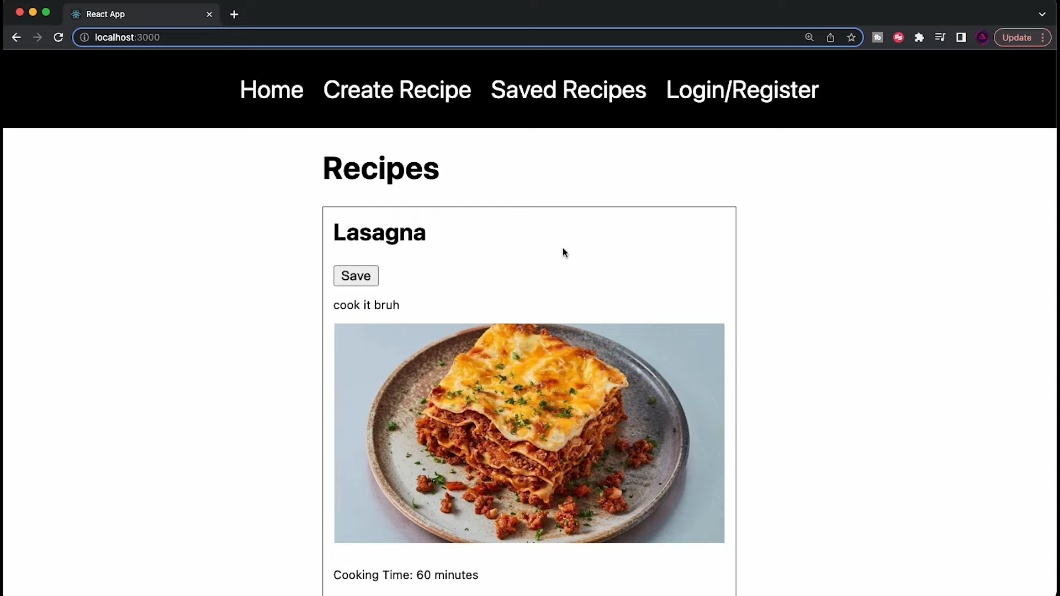 React App
localhost:3000
Update
Home Create Recipe Saved Recipes Login/Register
Recipes
Lasagna
Save
cook it bruh
Cooking Time: 60 minutes